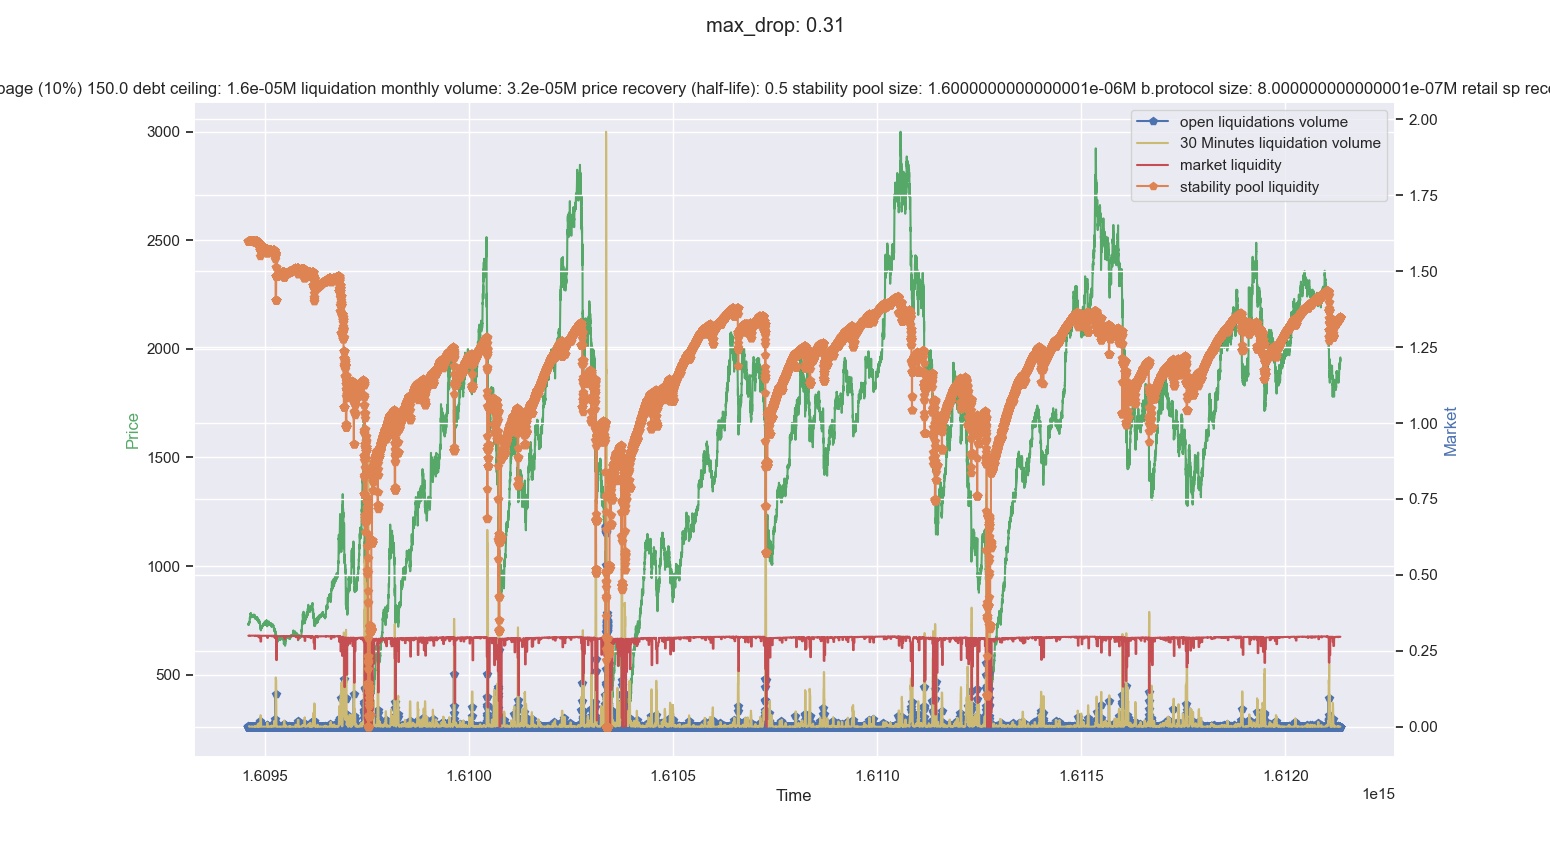 max_drop: 0.31
page (10%) 150.0 debt ceiling: 1.6e-05M liquidation monthly volume: 3.2e-05M price recovery (half-life): 0.5 stability pool size: 1.6000000000000001e-06M b.protocol size: 8.000000000000001e-07M retail sp reco
3000
2500
2000
1500
1000
500
Price
open liquidations volume
30 Minutes liquidation volume
market liquidity
stability pool liquidity
2.00
1.75
1.50
1.25
1.00
0.75
0.50
0.25
0.00
Market
1.6095
1.6100
1.6105
1.6110
1.6115
1.6120
1e15
Time